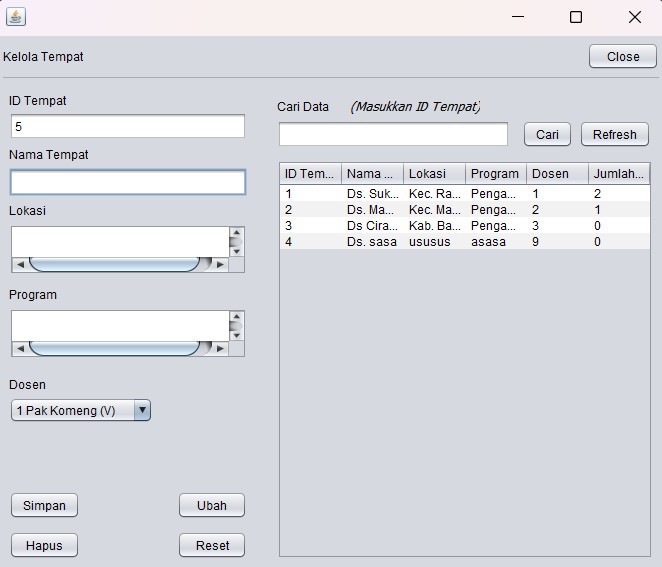 Kelola Tempat
Close
ID Tempat
5
Nama Tempat
Lokasi
Program
Dosen
1 Pak Komeng (V)
Simpan Ubah
Hapus Reset
Cari Data (Masukkan ID Tempat)
Cari Refresh
ID Tem... Nama ... Lokasi Program Dosen Jumlah...
1 Ds. Suk... Kec. Ra... Penga... 1 2
2 Ds. Ma... Kec. Ma... Penga... 2 1
3 Ds Cira... Kab. Ba... Penga... 3 0
4 Ds. sasa ususus asasa 9 0